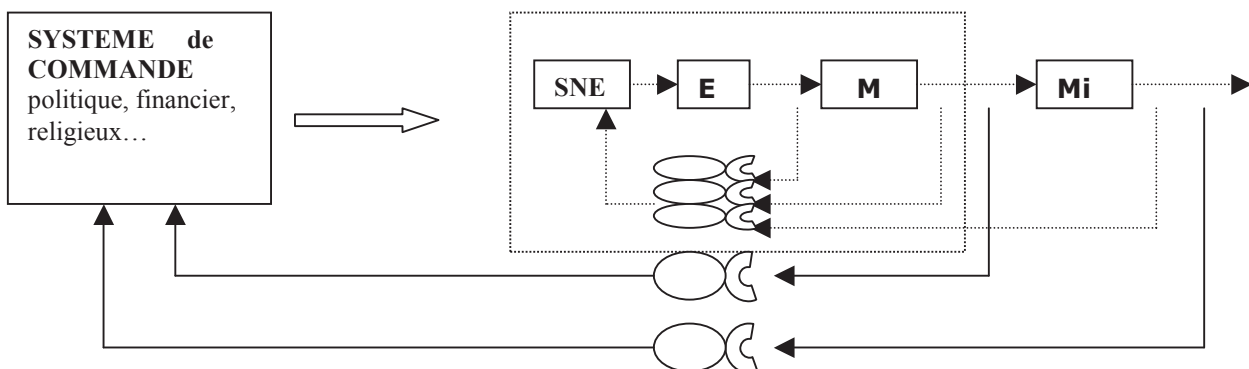 SYSTEME de
COMMANDE
politique, financier,
religieux…
SNE
E
M
Mi